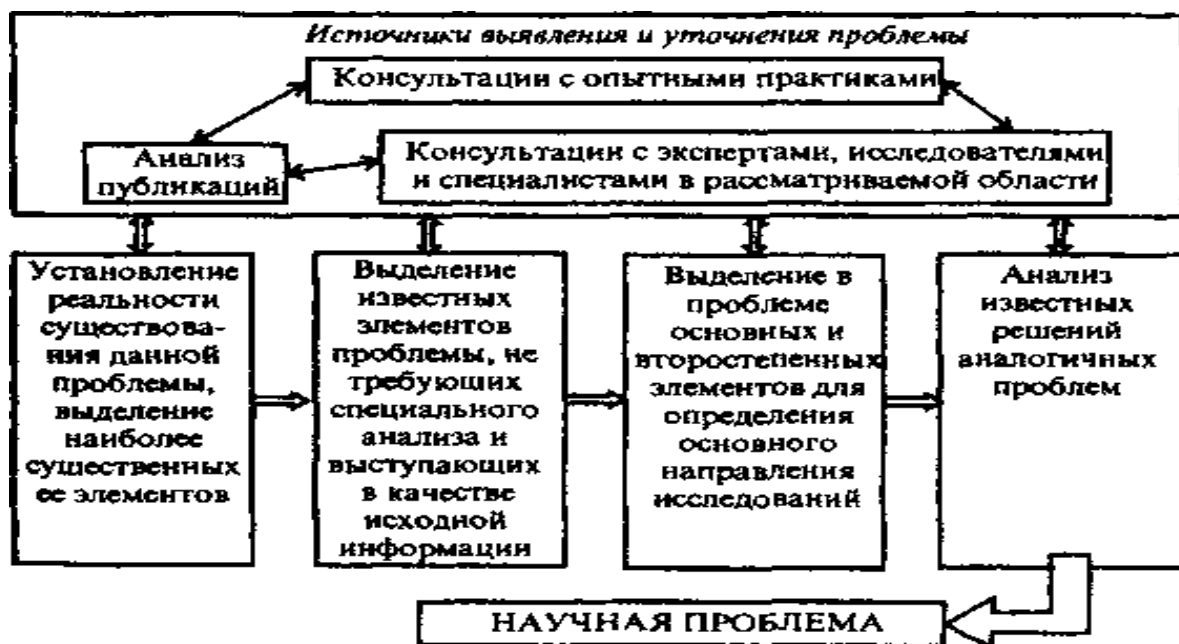 Источники выявления и уточнения проблемы
Консультации с опытными практиками
Анализ
публикаций
Консультации с экспертами, исследователями
и специалистами в рассматриваемой области
Установление
реальности
существова-
ния данной
проблемы,
выделение
наиболее
существенных
ее элементов
Выделение
известных
элементов
проблемы, не
требующих
специального
анализа и
выступающих
в качестве
исходной
информации
Выделение в
проблеме
основных и
второстепенных
элементов для
определения
основного
направления
исследований
Анализ
известных
решений
аналогичных
проблем
НАУЧНАЯ ПРОБЛЕМА